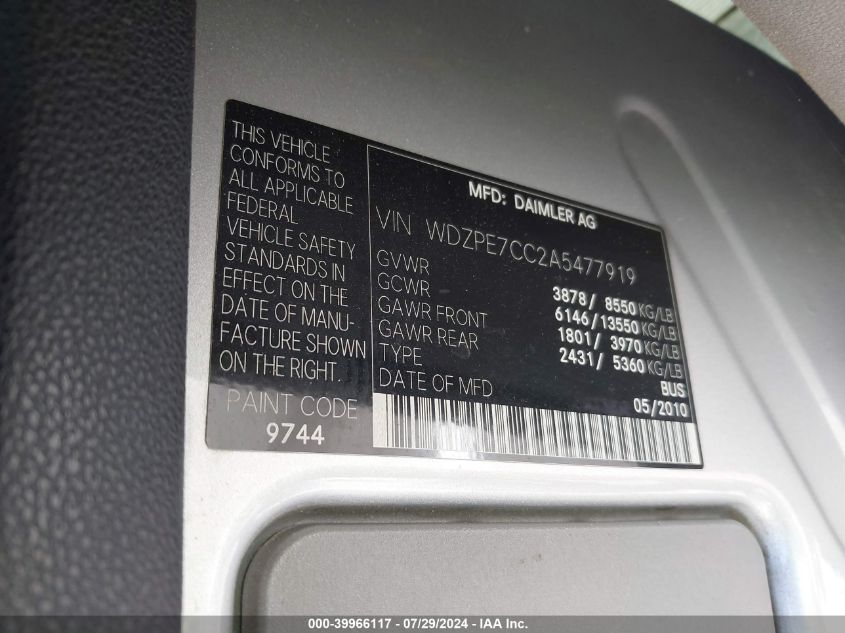 THIS VEHICLE
CONFORMS TO
ALL APPLICABLE
FEDERAL
VEHICLE SAFETY
STANDARDS IN
EFFECT ON THE
DATE OF MANU-
FACTURE SHOWN
ON THE RIGHT.
PAINT CODE
9744
MFD: DAIMLER AG
VIN WDZPE7CC2A5477919
GVWR 3878/ 8550 KG/LB
GCWR 6146/13550 KG/LB
GAWR FRONT 1801/ 3970 KG/LB
GAWR REAR 2431/ 5360 KG/LB
TYPE BUS
DATE OF MFD 05/2010
000-39966117 - 07/29/2024 - IAA Inc.